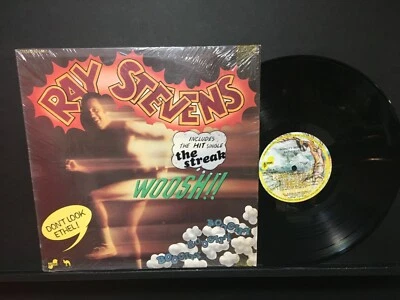 RAY STEVENS
INCLUDES
THE HIT SINGLE
the
streak
WOOSH!!
DON'T LOOK
ETHEL!